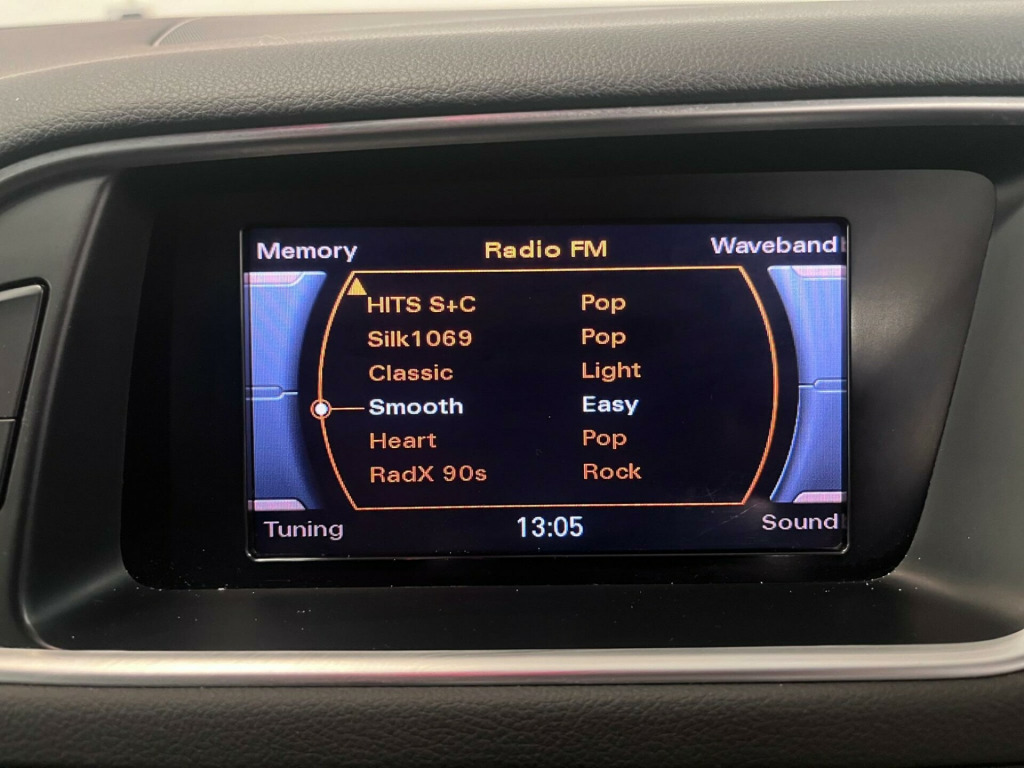 Memory Radio FM Waveband
HITS S+C Pop
Silk1069 Pop
Classic Light
Smooth Easy
Heart Pop
RadX 90s Rock
Tuning 13:05 Sound